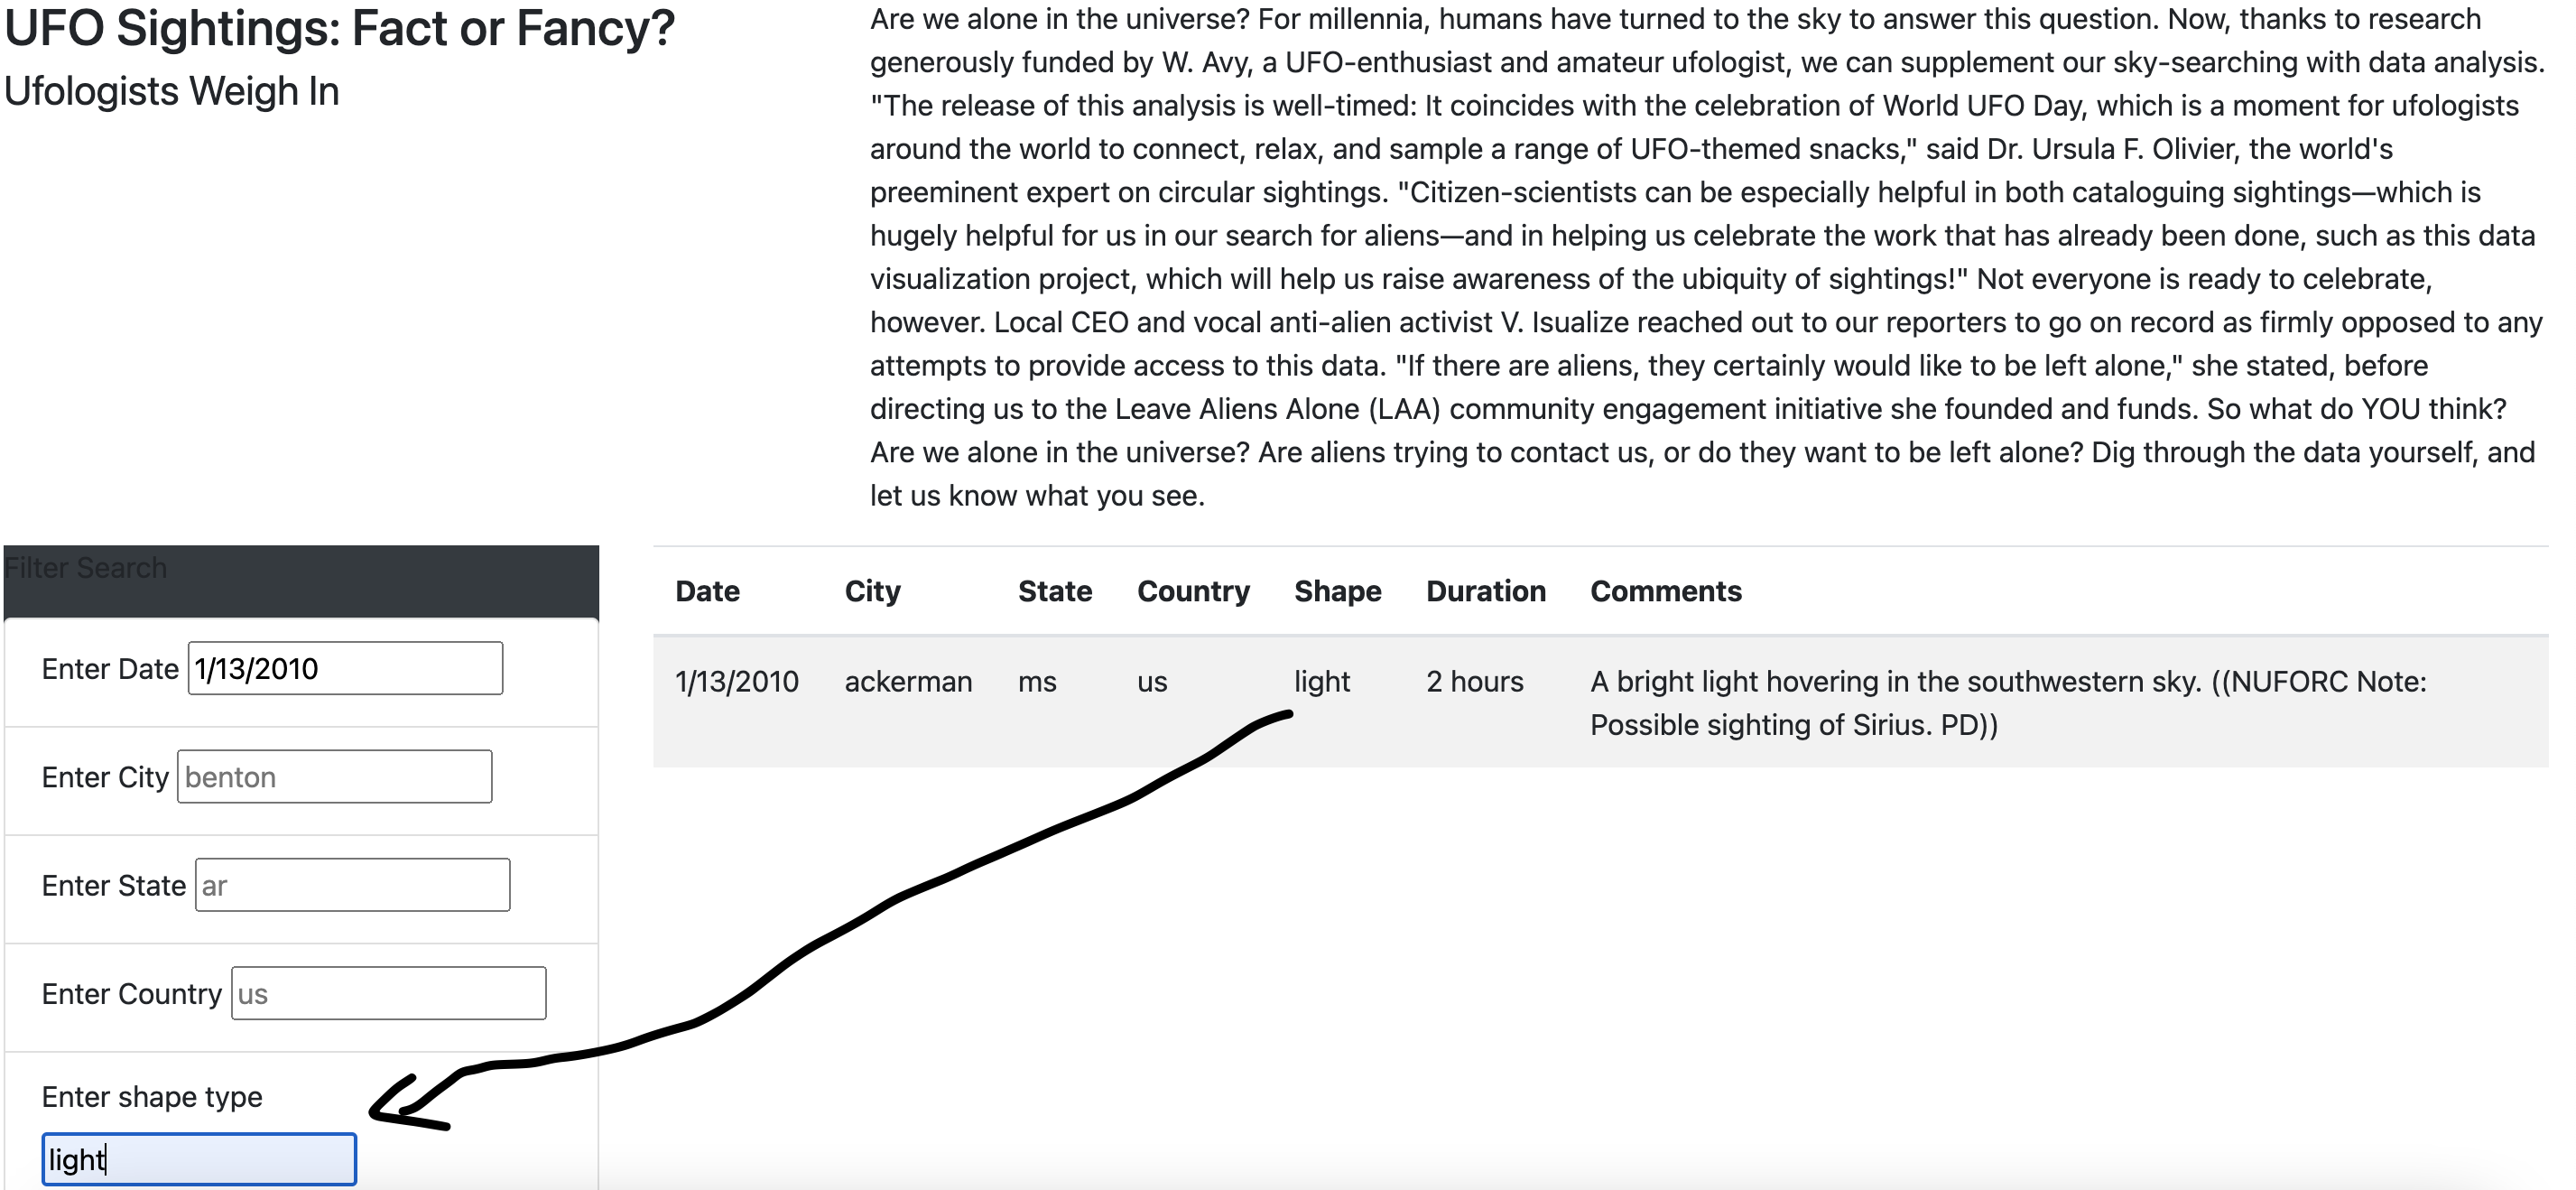 UFO Sightings: Fact or Fancy?
Ufologists Weigh In
Are we alone in the universe? For millennia, humans have turned to the sky to answer this question. Now, thanks to research
generously funded by W. Avy, a UFO-enthusiast and amateur ufologist, we can supplement our sky-searching with data analysis.
"The release of this analysis is well-timed: It coincides with the celebration of World UFO Day, which is a moment for ufologists
around the world to connect, relax, and sample a range of UFO-themed snacks," said Dr. Ursula F. Olivier, the world's
preeminent expert on circular sightings. "Citizen-scientists can be especially helpful in both cataloguing sightings—which is
hugely helpful for us in our search for aliens—and in helping us celebrate the work that has already been done, such as this data
visualization project, which will help us raise awareness of the ubiquity of sightings!" Not everyone is ready to celebrate,
however. Local CEO and vocal anti-alien activist V. Isualize reached out to our reporters to go on record as firmly opposed to any
attempts to provide access to this data. "If there are aliens, they certainly would like to be left alone," she stated, before
directing us to the Leave Aliens Alone (LAA) community engagement initiative she founded and funds. So what do YOU think?
Are we alone in the universe? Are aliens trying to contact us, or do they want to be left alone? Dig through the data yourself, and
let us know what you see.
Filter Search
Enter Date 1/13/2010
Enter City benton
Enter State ar
Enter Country us
Enter shape type
light
Date City State Country Shape Duration Comments
1/13/2010 ackerman ms us light 2 hours A bright light hovering in the southwestern sky. ((NUFORC Note:
Possible sighting of Sirius. PD))